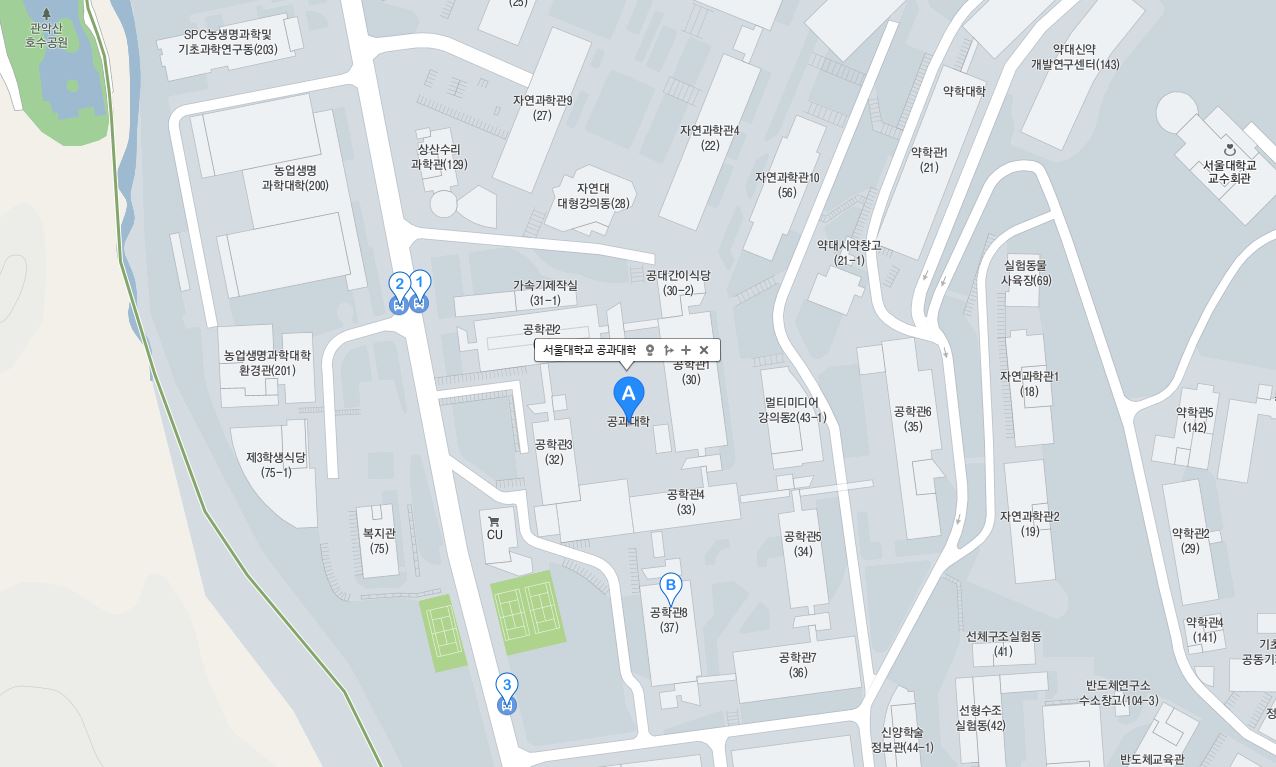 (25)
관악산
호수공원
SPC농생명과학및
기초과학연구동(203)
약대신약
개발연구센터(143)
약학대학
자연과학관9
(27)
자연과학관4
(22)
상산수리
과학관(129)
약학관1
(21)
서울대학교
교수회관
농업생명
과학대학(200)
자연과학관10
(56)
자연대
대형강의동(28)
약대시약창고
(21-1)
실험동물
사육장(69)
2
1
가속기제작실
(31-1)
공대간이식당
(30-2)
공학관2
서울대학교 공과대학
농업생명과학대학
환경관(201)
공학관1
(30)
A
공과대학
멀티미디어
강의동2(43-1)
공학관6
(35)
자연과학관1
(18)
약학관5
(142)
제3학생식당
(75-1)
공학관3
(32)
공학관4
(33)
복지관
(75)
CU
공학관5
(34)
자연과학관2
(19)
약학관2
(29)
B
공학관8
(37)
약학관4
(141)
선체구조실험동
(41)
공학관7
(36)
3
선형수조
실험동(42)
반도체연구소
수소창고(104-3)
신양학술
정보관(44-1)
반도체교육관